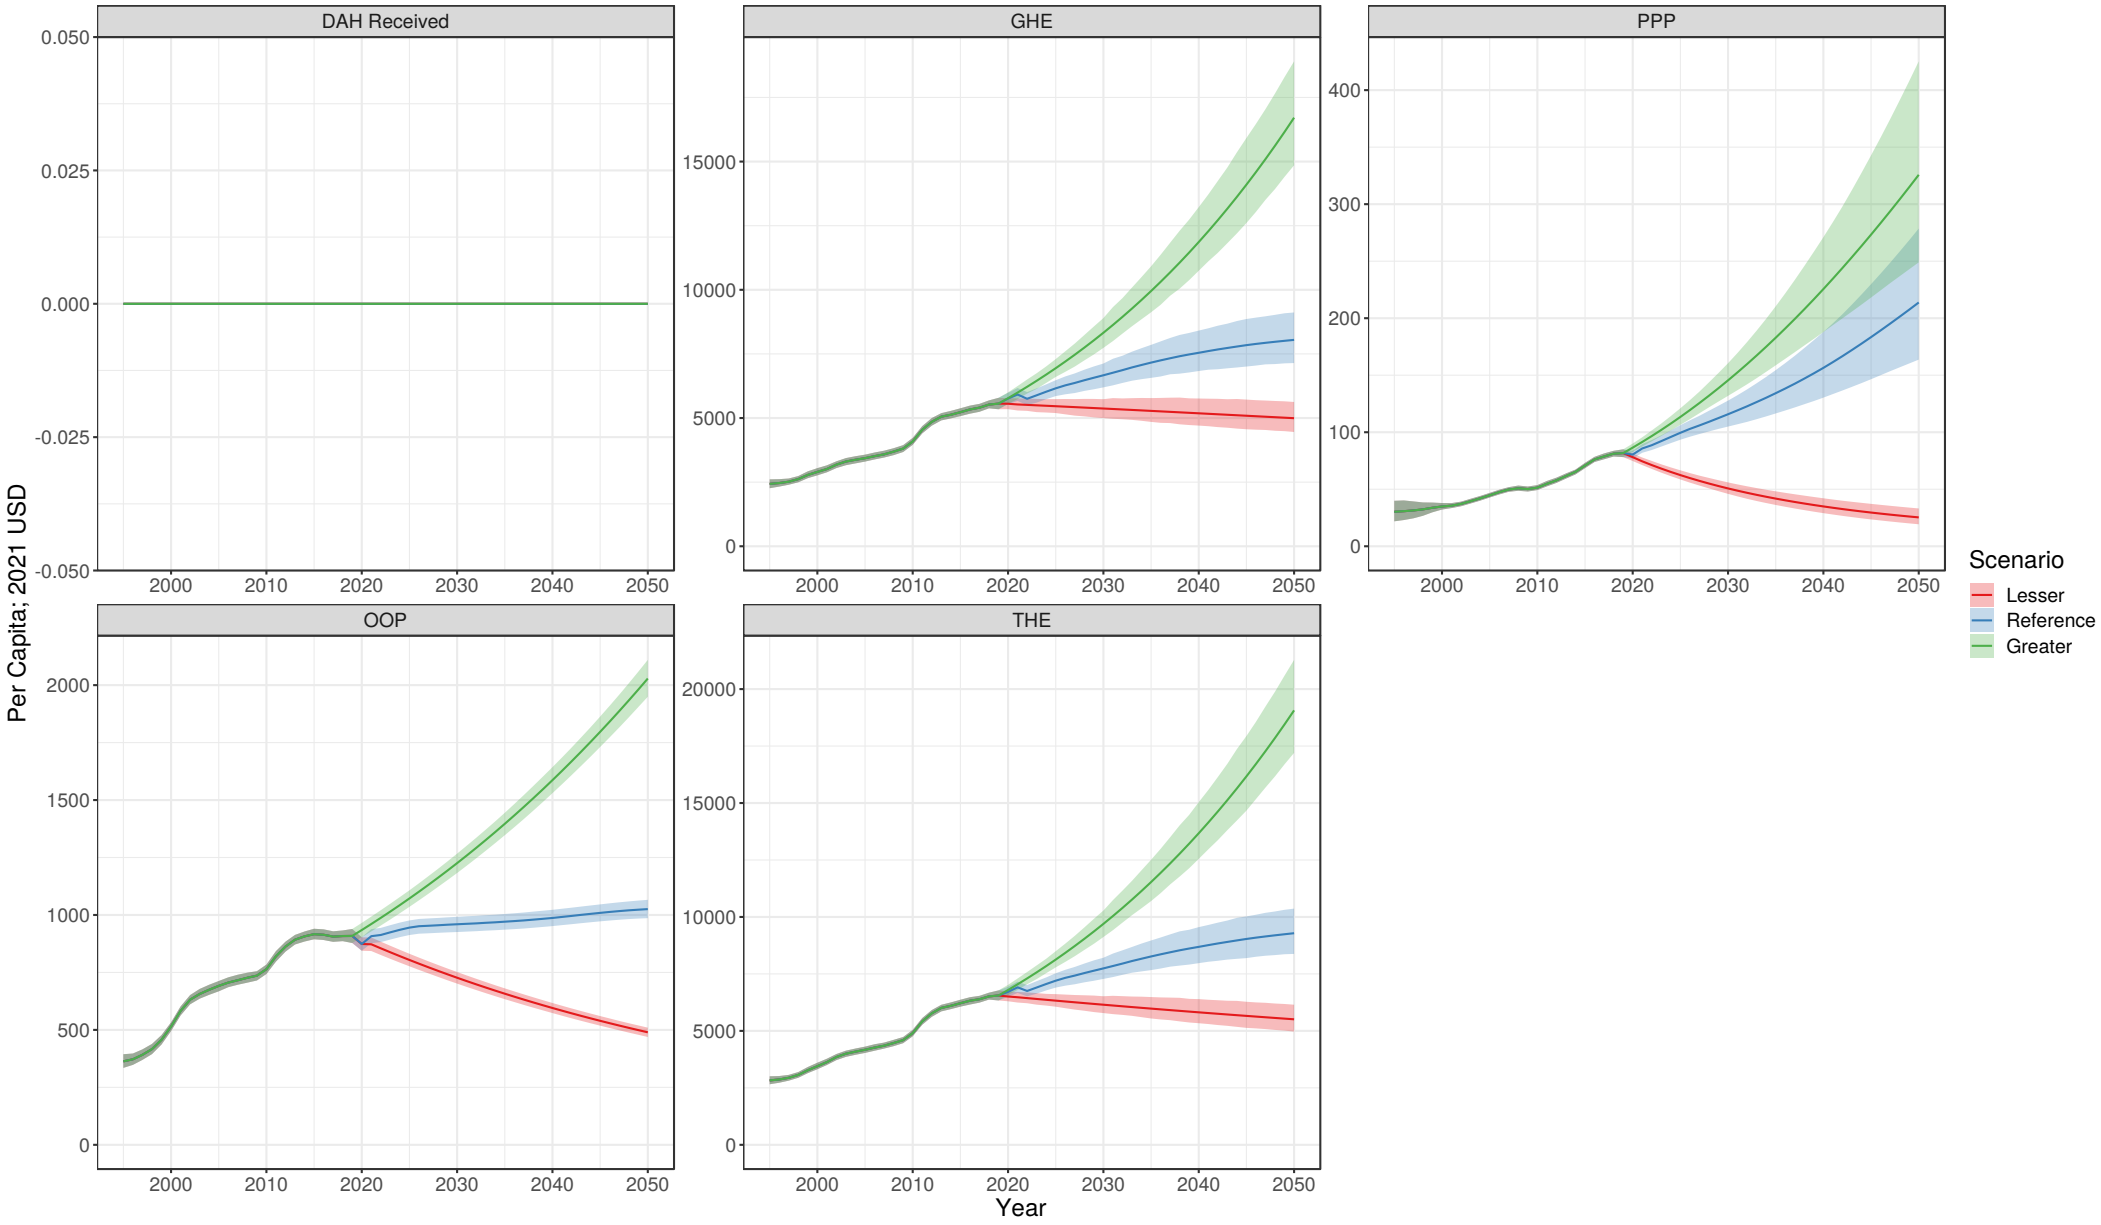 DAH Received
GHE
PPP
0.050
0.025
0.000
-0.025
-0.050
2000 2010 2020 2030 2040 2050
15000
10000
5000
0
2000 2010 2020 2030 2040 2050
400
300
200
100
0
2000 2010 2020 2030 2040 2050
OOP
THE
2000
1500
1000
500
0
2000 2010 2020 2030 2040 2050
20000
15000
10000
5000
0
2000 2010 2020 2030 2040 2050
Per Capita; 2021 USD
Year
Scenario
Lesser
Reference
Greater